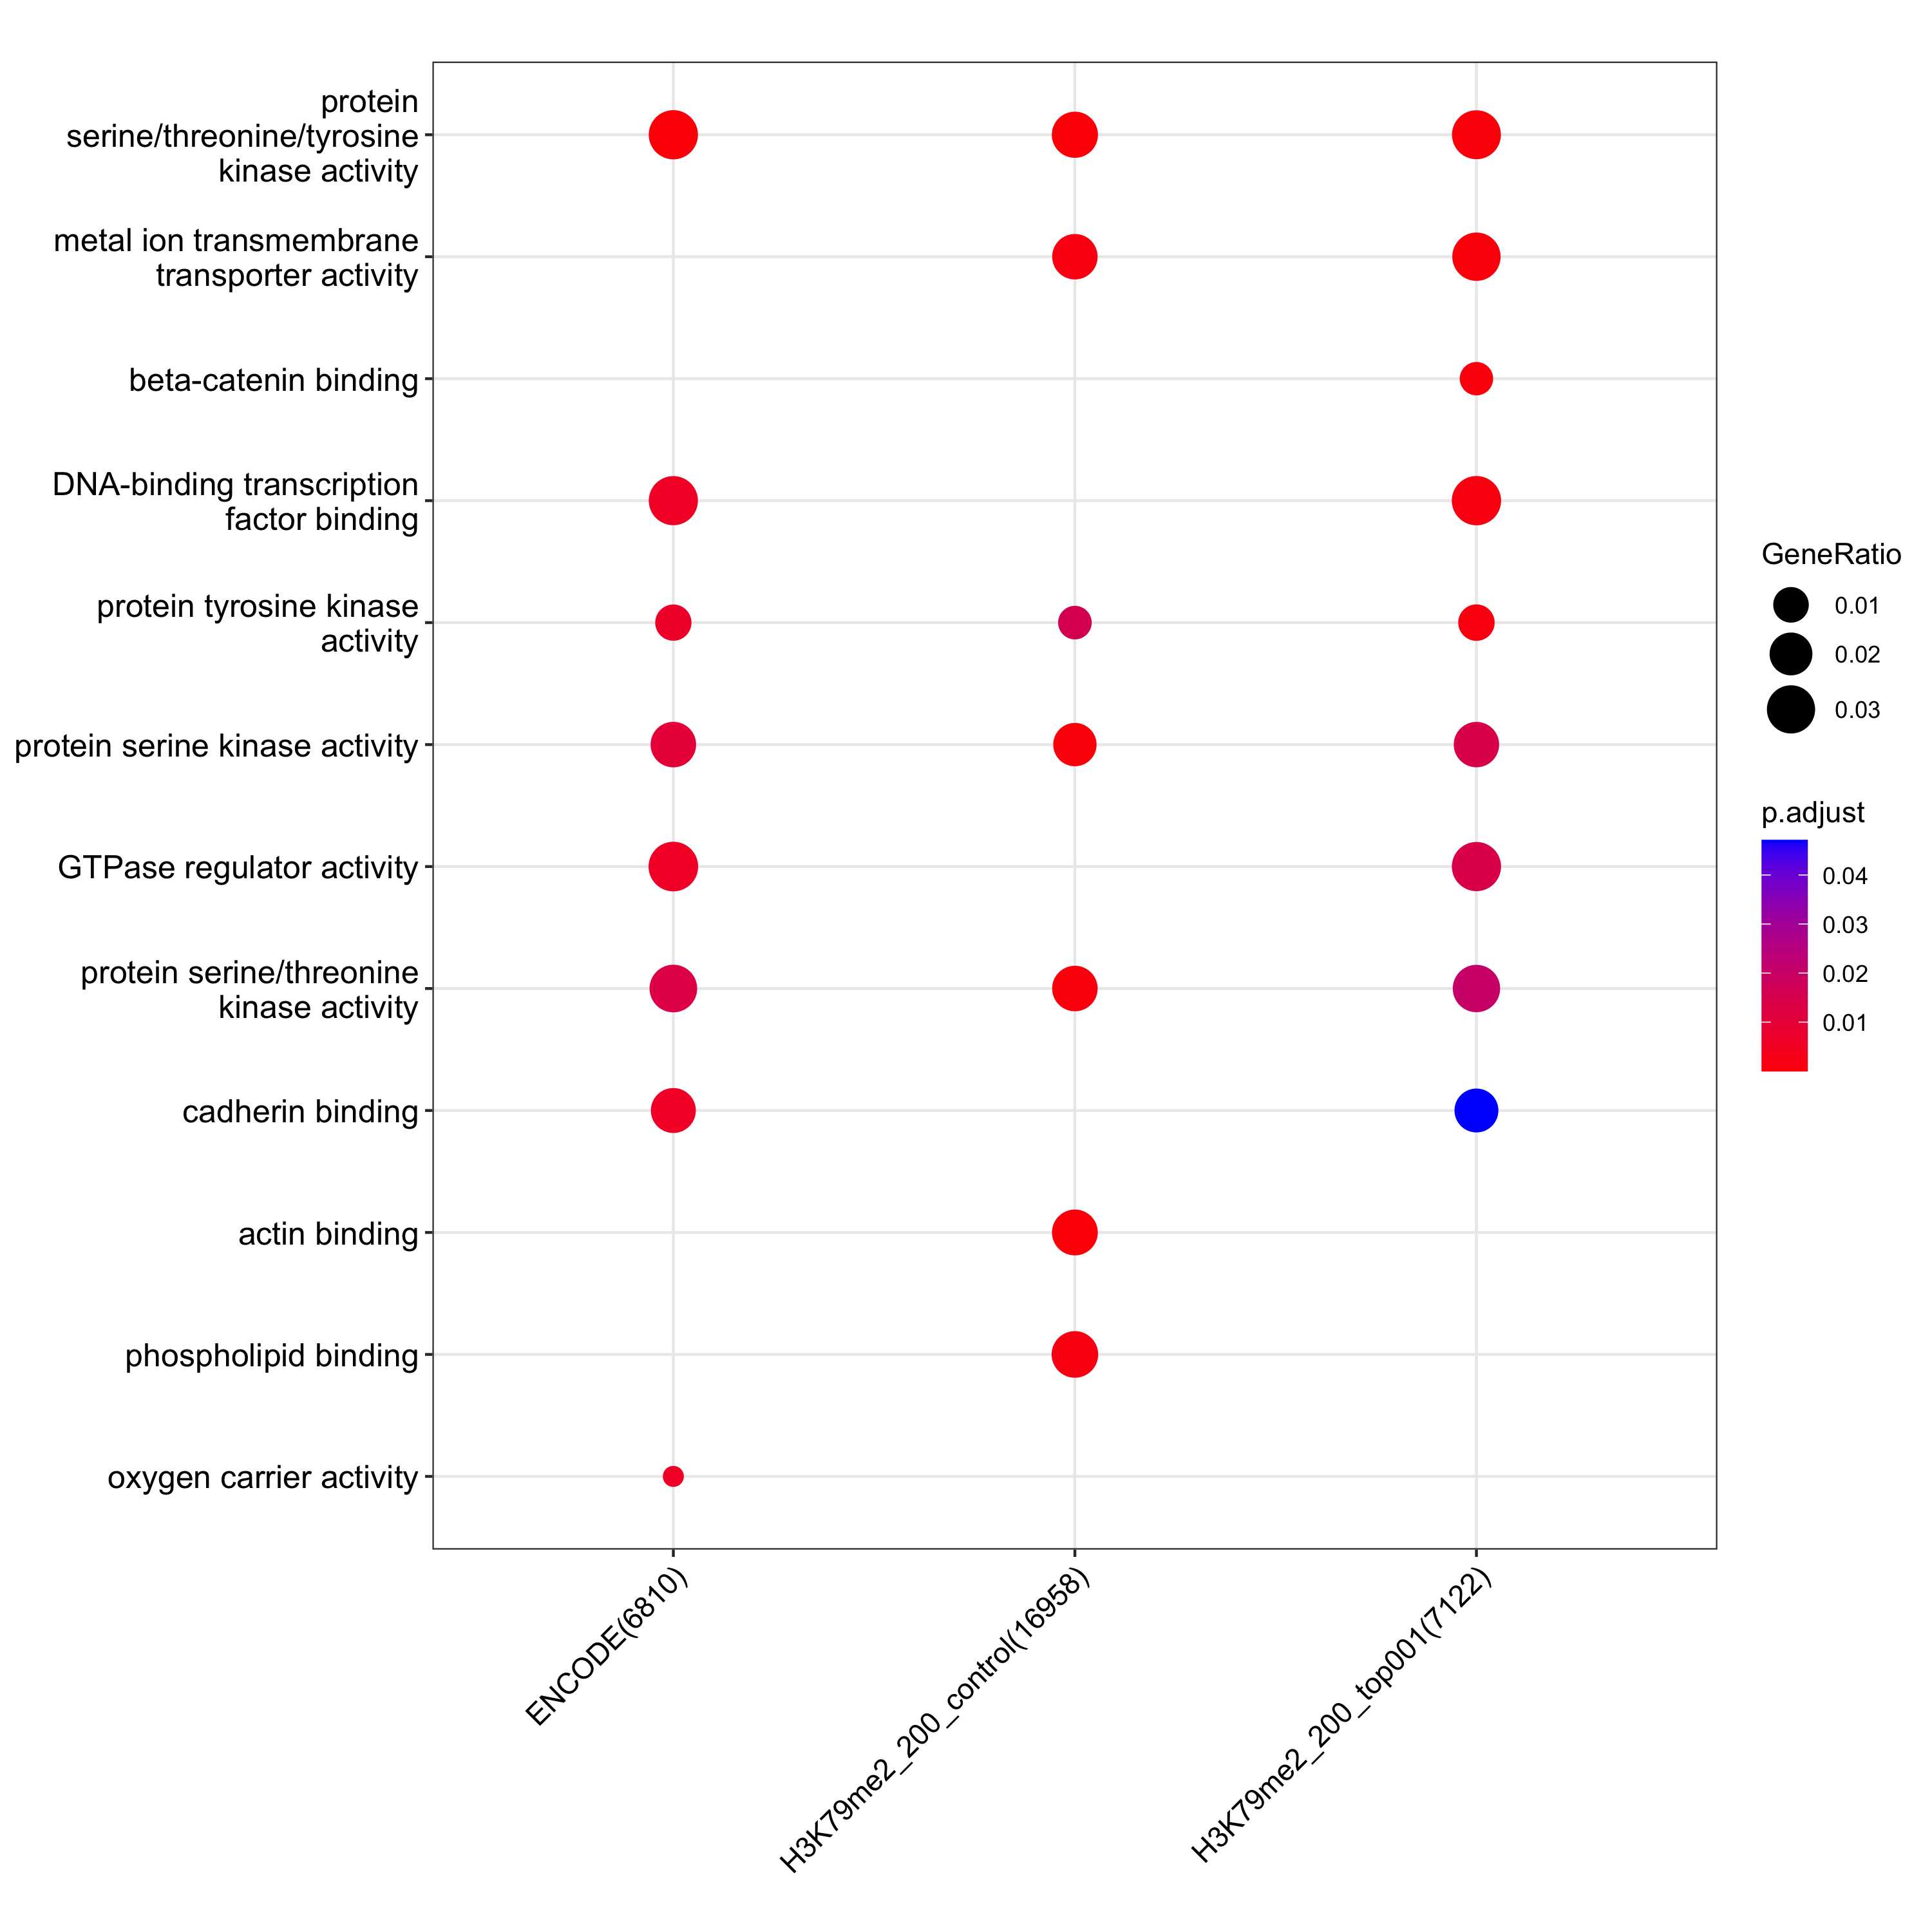 protein
serine/threonine/tyrosine
kinase activity
metal ion transmembrane
transporter activity
beta-catenin binding
DNA-binding transcription
factor binding
protein tyrosine kinase
activity
protein serine kinase activity
GTPase regulator activity
protein serine/threonine
kinase activity
cadherin binding
actin binding
phospholipid binding
oxygen carrier activity
ENCODE(6810)
H3K79me2_200_control(16958)
H3K79me2_200_top001(7122)
GeneRatio
0.01
0.02
0.03
p.adjust
0.04
0.03
0.02
0.01